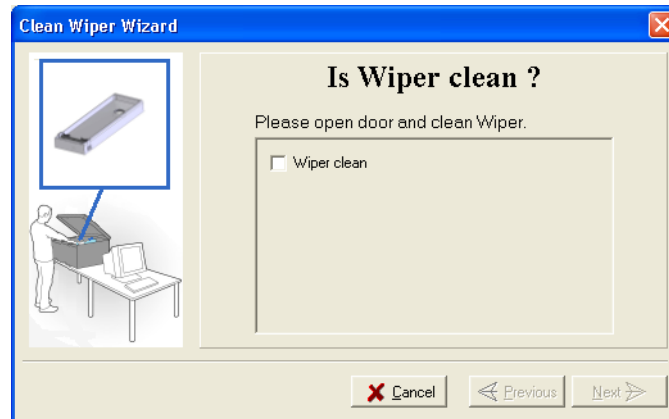 Clean Wiper Wizard
Is Wiper clean ?
Please open door and clean Wiper.
Wiper clean
Cancel
Previous
Next